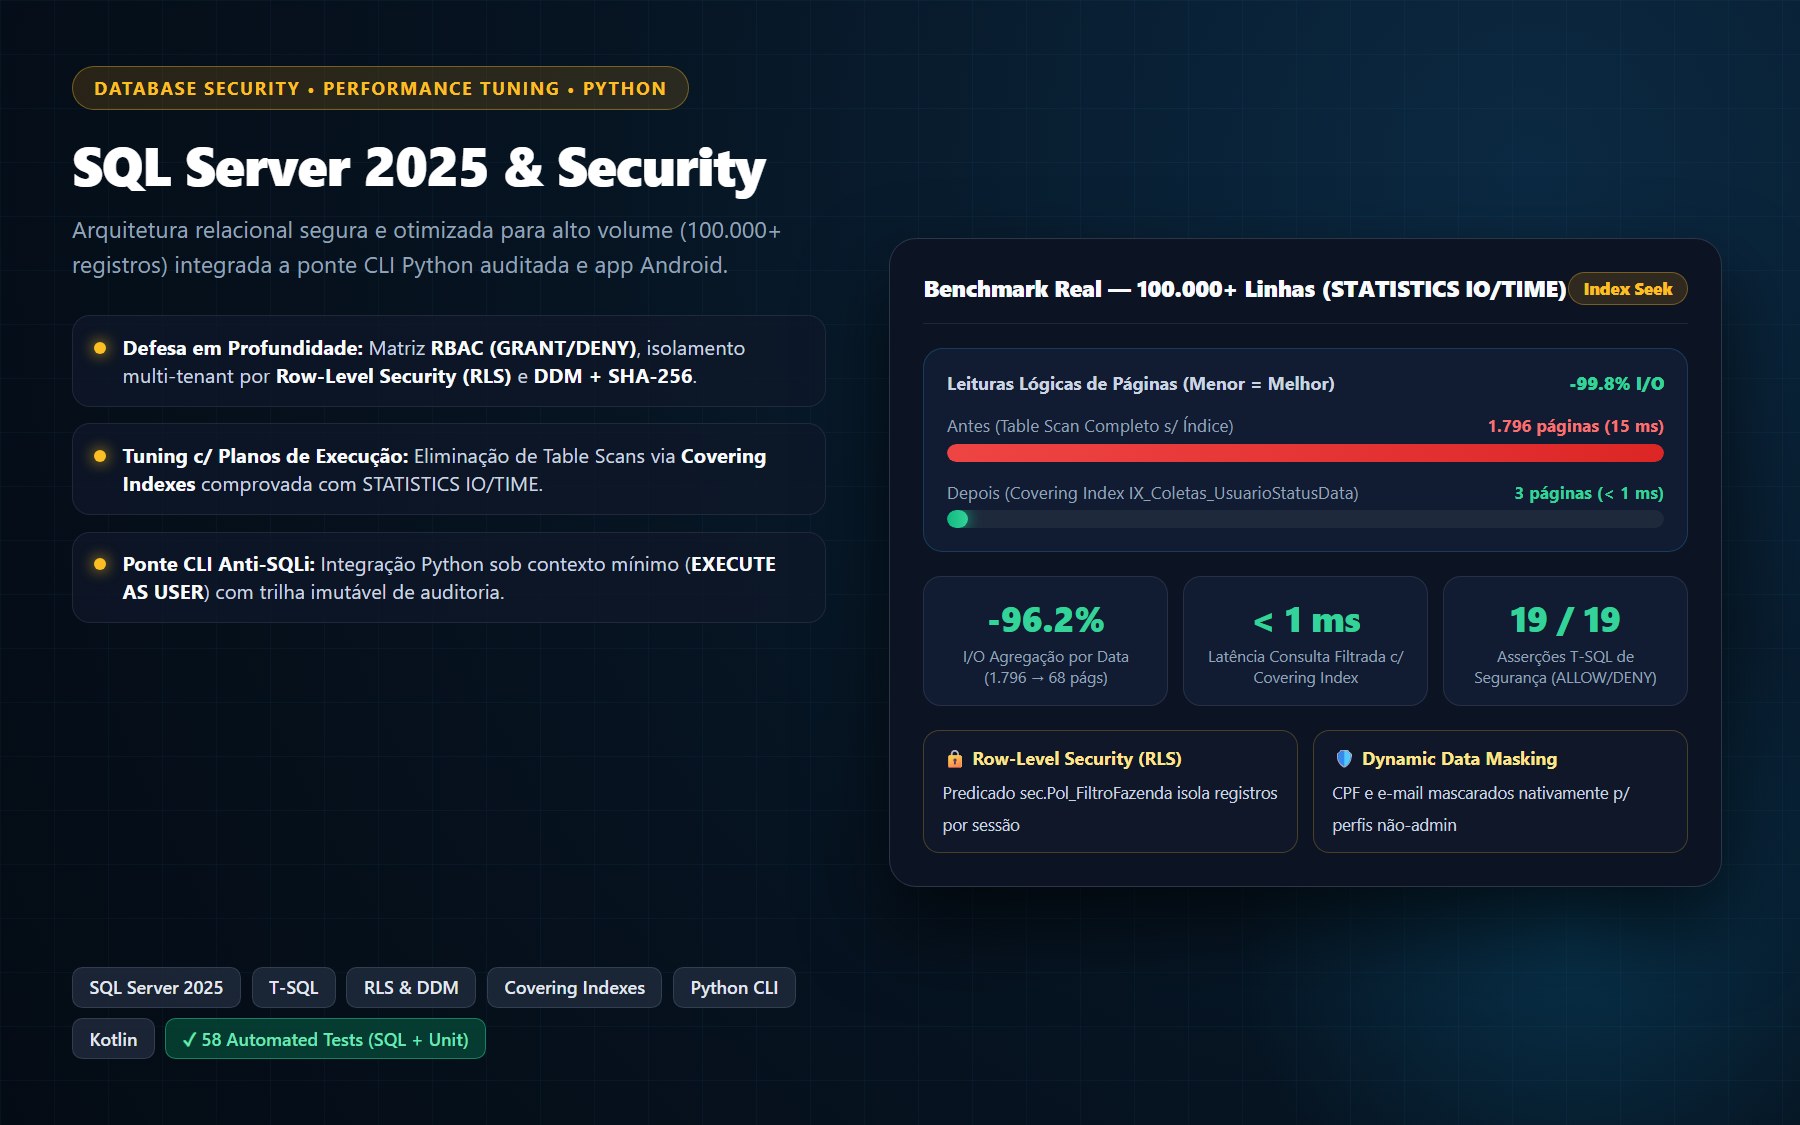 DATABASE SECURITY • PERFORMANCE TUNING • PYTHON
SQL Server 2025 & Security
Arquitetura relacional segura e otimizada para alto volume (100.000+
registros) integrada a ponte CLI Python auditada e app Android.
Defesa em Profundidade: Matriz RBAC (GRANT/DENY), isolamento
multi-tenant por Row-Level Security (RLS) e DDM + SHA-256.
Tuning c/ Planos de Execução: Eliminação de Table Scans via Covering
Indexes comprovada com STATISTICS IO/TIME.
Ponte CLI Anti-SQLi: Integração Python sob contexto mínimo (EXECUTE
AS USER) com trilha imutável de auditoria.
SQL Server 2025
T-SQL
RLS & DDM
Covering Indexes
Python CLI
Kotlin
✓ 58 Automated Tests (SQL + Unit)
Benchmark Real — 100.000+ Linhas (STATISTICS IO/TIME)
Index Seek
Leituras Lógicas de Páginas (Menor = Melhor)
-99.8% I/O
Antes (Table Scan Completo s/ Índice)
1.796 páginas (15 ms)
Depois (Covering Index IX_Coletas_UsuarioStatusData)
3 páginas (< 1 ms)
-96.2%
I/O Agregação por Data
(1.796 → 68 págs)
< 1 ms
Latência Consulta Filtrada c/
Covering Index
19 / 19
Asserções T-SQL de
Segurança (ALLOW/DENY)
🔒 Row-Level Security (RLS)
Predicado sec.Pol_FiltroFazenda isola registros
por sessão
🛡️ Dynamic Data Masking
CPF e e-mail mascarados nativamente p/
perfis não-admin